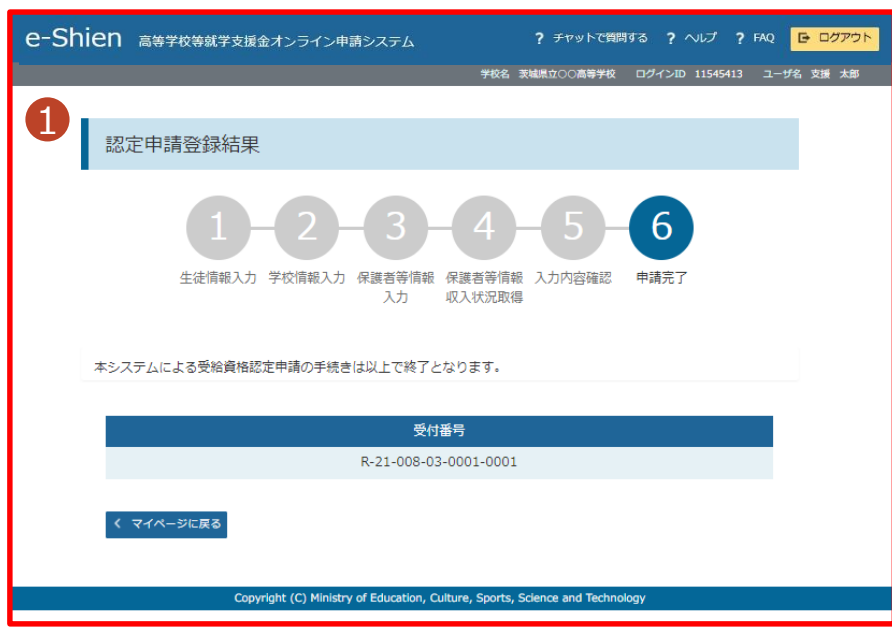 e-Shien 高等学校等就学支援金オンライン申請システム ? チャットで質問する ? ヘルプ ? FAQ ログアウト
学校名 茨城県立○○高等学校 ログインID 11545413 ユーザ名 支援 太郎
1
認定申請登録結果
1 2 3 4 5 6
生徒情報入力 学校情報入力 保護者等情報 保護者等情報 入力内容確認 申請完了
入力 収入状況取得
本システムによる受給資格認定申請の手続きは以上で終了となります。
受付番号
R-21-008-03-0001-0001
マイページに戻る
Copyright (C) Ministry of Education, Culture, Sports, Science and Technology